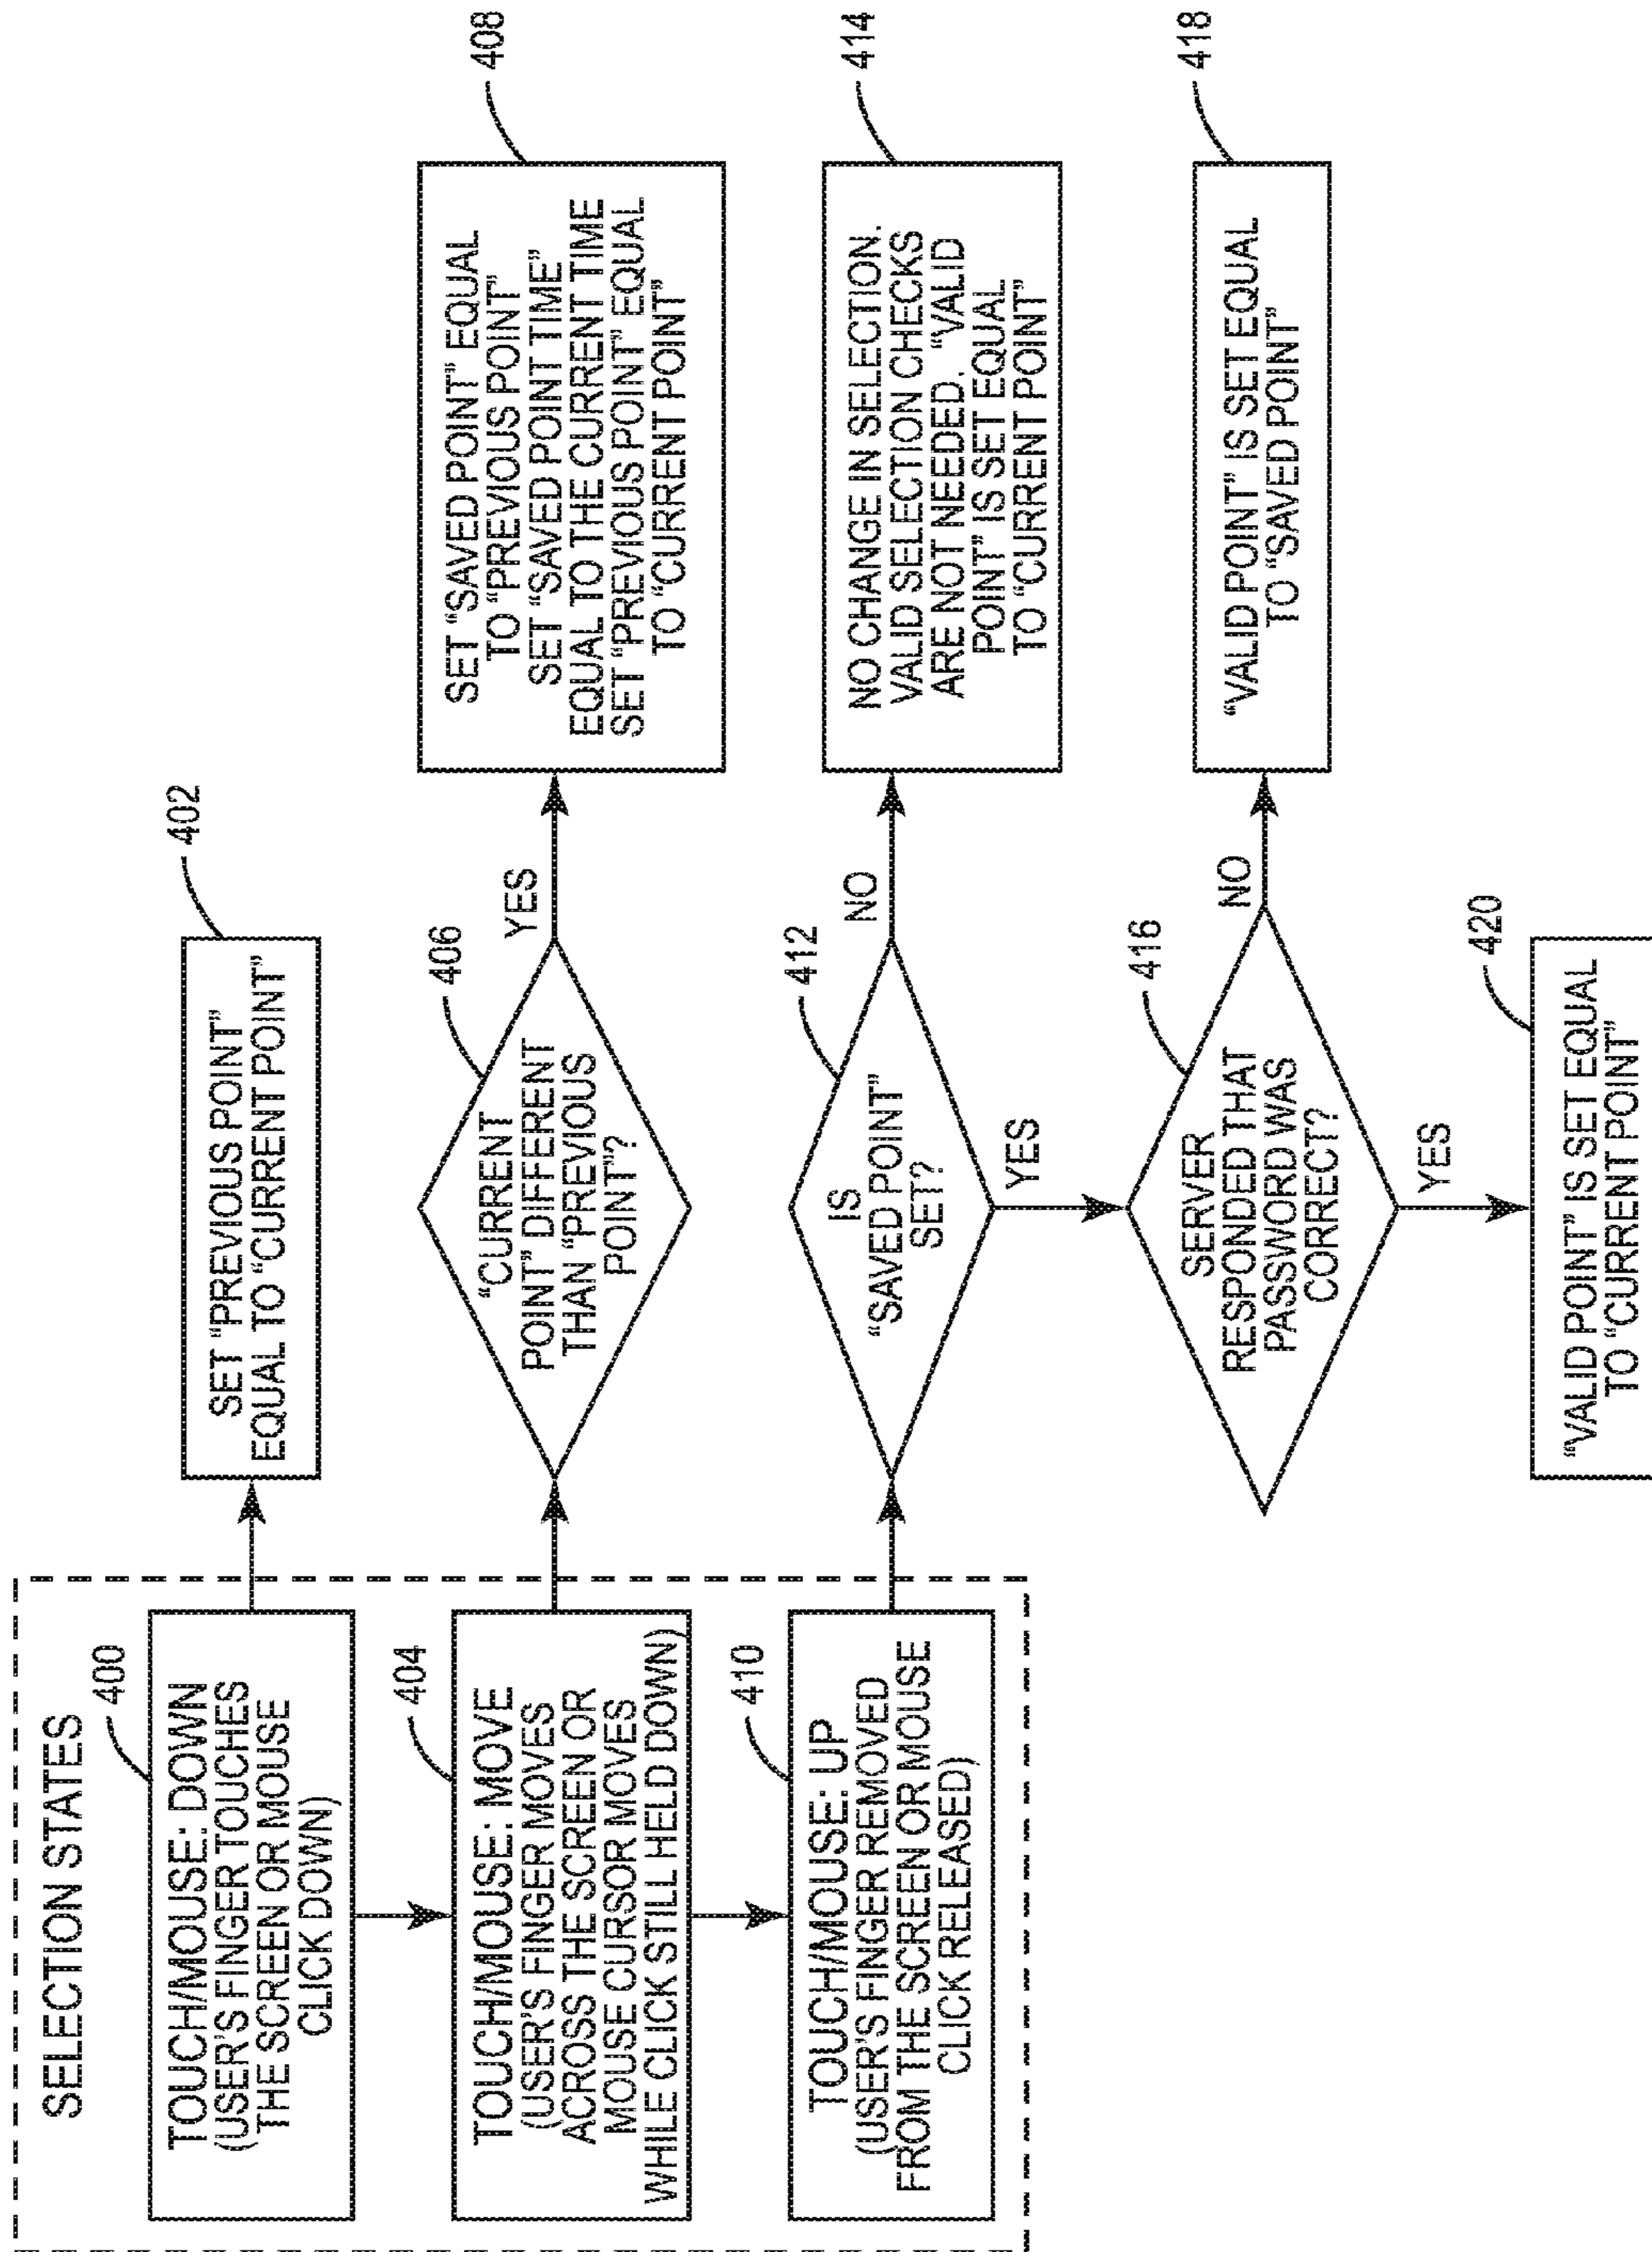 SELECTION STATES
400
TOUCH/MOUSE: DOWN
(USER'S FINGER TOUCHES
THE SCREEN OR MOUSE
CLICK DOWN)
402
SET “PREVIOUS POINT”
EQUAL TO “CURRENT POINT”
404
TOUCH/MOUSE: MOVE
(USER'S FINGER MOVES
ACROSS THE SCREEN OR
MOUSE CURSOR MOVES
WHILE CLICK STILL HELD DOWN)
406
“CURRENT
POINT” DIFFERENT
THAN “PREVIOUS
POINT”?
YES
408
SET “SAVED POINT” EQUAL
TO “PREVIOUS POINT”
SET “SAVED POINT TIME”
EQUAL TO THE CURRENT TIME
SET “PREVIOUS POINT” EQUAL
TO “CURRENT POINT”
410
TOUCH/MOUSE: UP
(USER'S FINGER REMOVED
FROM THE SCREEN OR MOUSE
CLICK RELEASED)
412
IS
“SAVED POINT”
SET?
NO
YES
414
NO CHANGE IN SELECTION.
VALID SELECTION CHECKS
ARE NOT NEEDED. “VALID
POINT” IS SET EQUAL
TO “CURRENT POINT”
416
SERVER
RESPONDED THAT
PASSWORD WAS
CORRECT?
NO
YES
418
“VALID POINT” IS SET EQUAL
TO “SAVED POINT”
420
“VALID POINT” IS SET EQUAL
TO “CURRENT POINT”